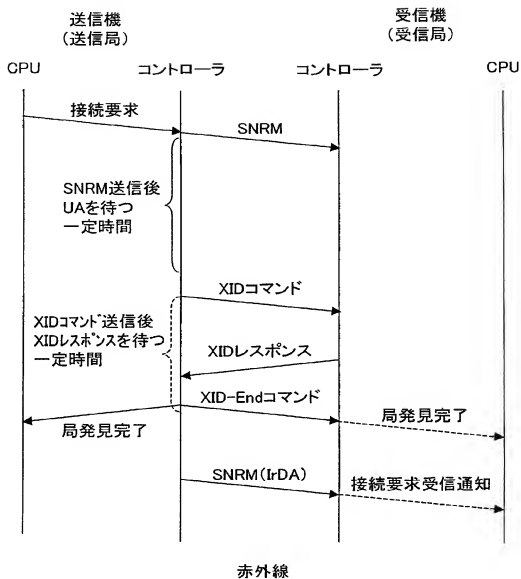 送信機
(送信局)
受信機
(受信局)
CPU
コントローラ
コントローラ
CPU
接続要求
SNRM
SNRM送信後
UAを待つ
一定時間
XIDコマンド
XIDコマンド送信後
XIDレスポンスを待つ
一定時間
XIDレスポンス
XID-Endコマンド
局発見完了
局発見完了
SNRM(IrDA)
接続要求受信通知
赤外線